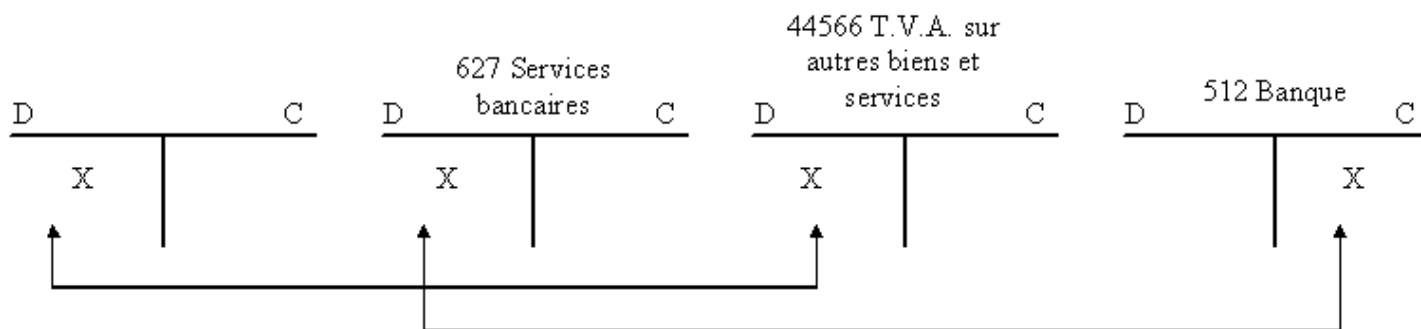 44566 T.V.A. sur
autres biens et
services
627 Services
bancaires
512 Banque
D C D C D C D C
X X X X